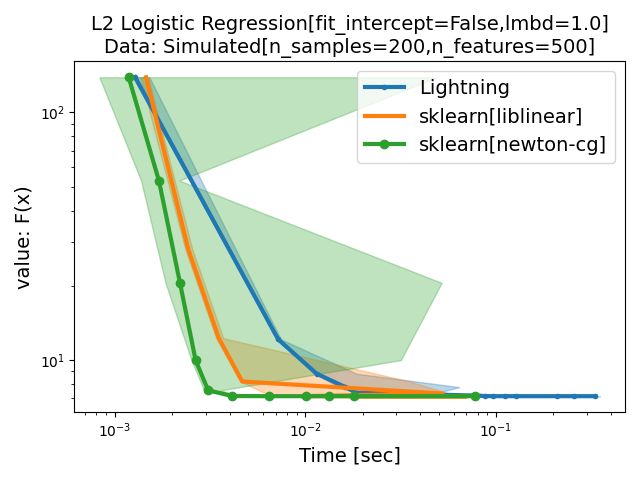 L2 Logistic Regression[fit_intercept=False,lmbd=1.0]
Data: Simulated[n_samples=200,n_features=500]
Lightning
sklearn[liblinear]
sklearn[newton-cg]
value: F(x)
10²
10¹
10⁻³
10⁻²
10⁻¹
Time [sec]